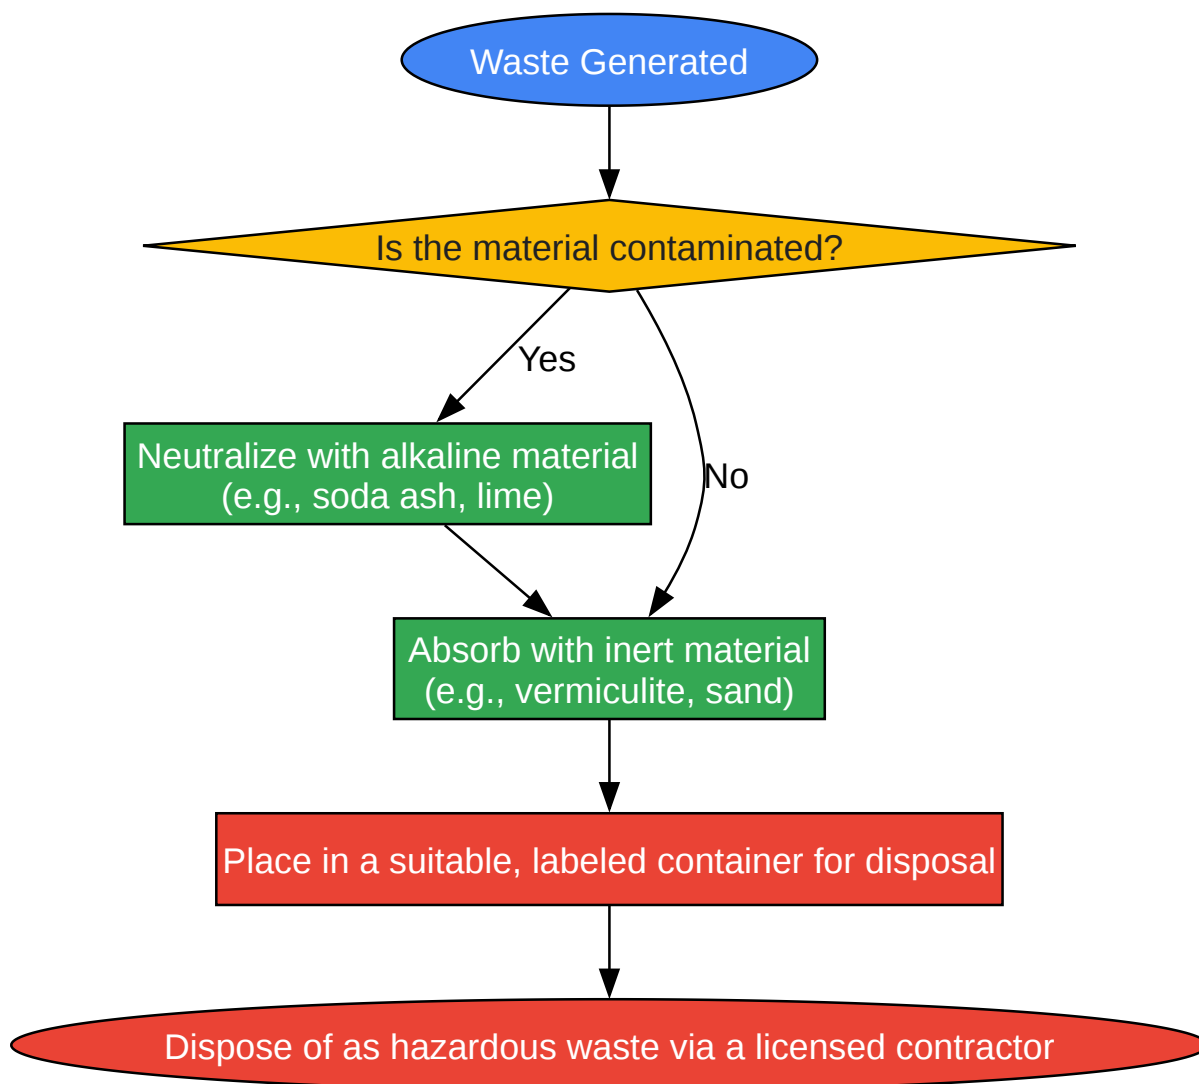 Waste Generated
Is the material contaminated?
Yes
Neutralize with alkaline material
(e.g., soda ash, lime)
No
Absorb with inert material
(e.g., vermiculite, sand)
Place in a suitable, labeled container for disposal
Dispose of as hazardous waste via a licensed contractor